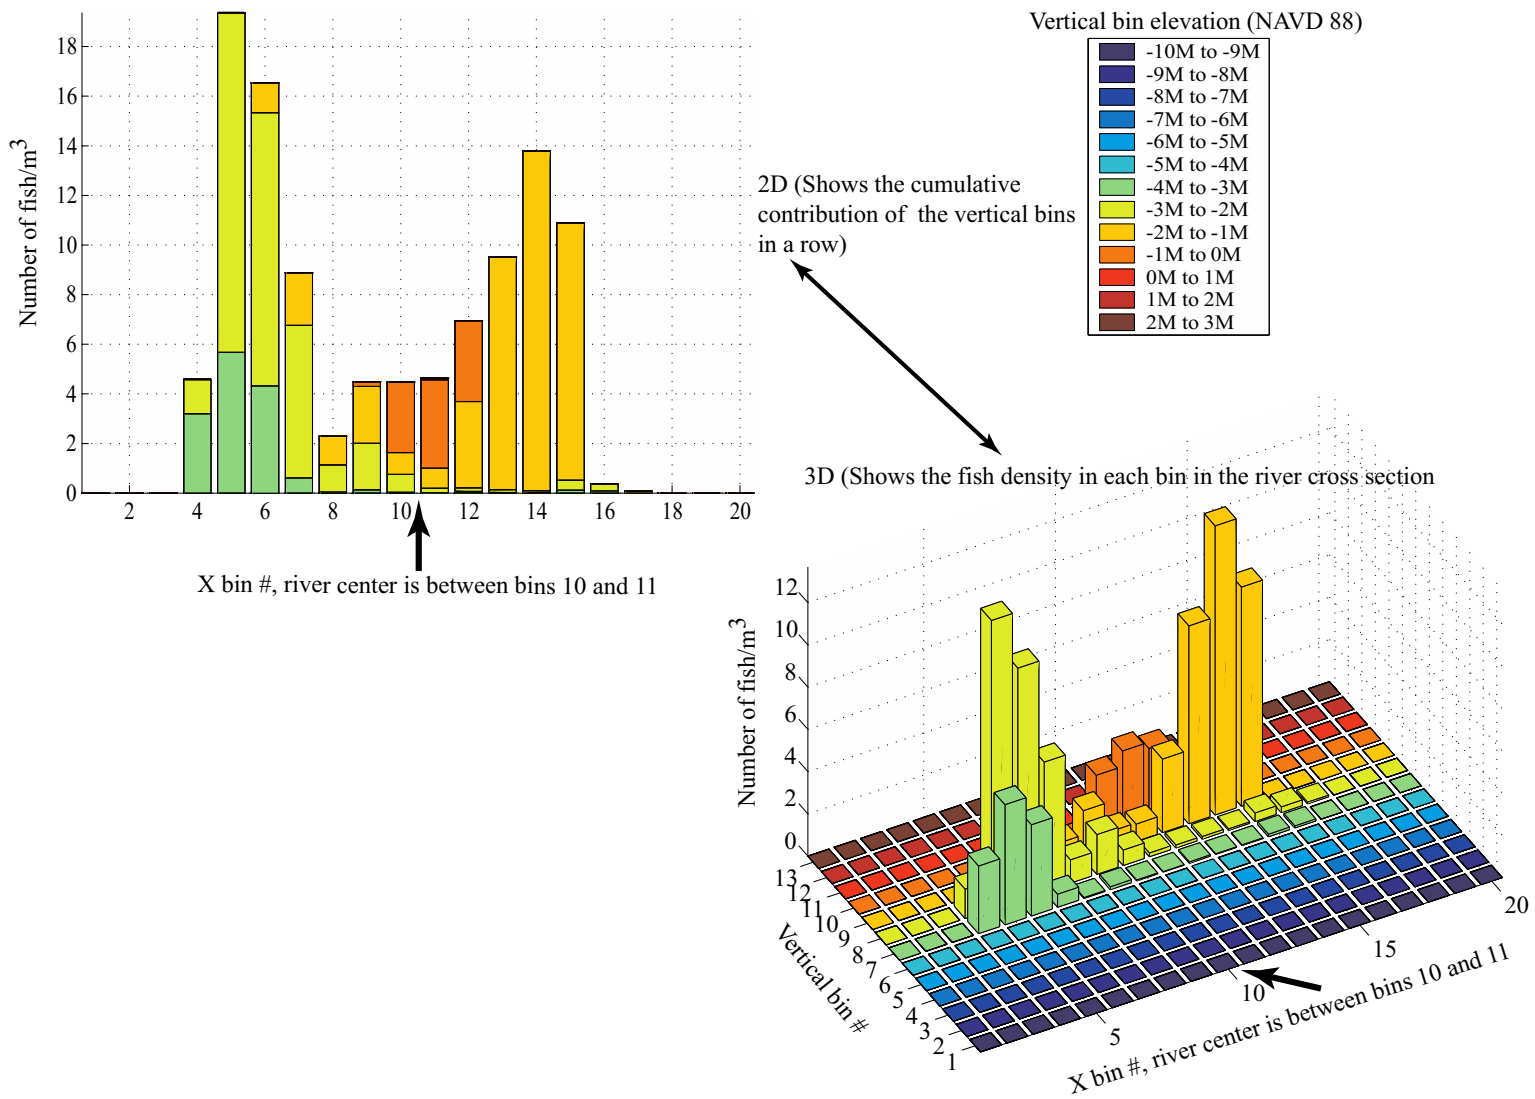 18
16
14
12
10
8
6
4
2
0
Number of fish/m3
2 4 6 8 10 12 14 16 18 20
X bin #, river center is between bins 10 and 11
Vertical bin elevation (NAVD 88)
-10M to -9M
-9M to -8M
-8M to -7M
-7M to -6M
-6M to -5M
-5M to -4M
-4M to -3M
-3M to -2M
-2M to -1M
-1M to 0M
0M to 1M
1M to 2M
2M to 3M
2D (Shows the cumulative
contribution of the vertical bins
in a row)
3D (Shows the fish density in each bin in the river cross section
12
10
8
6
4
2
0
Number of fish/m3
13
12
11
10
9
8
7
6
5
4
3
2
1
Vertical bin #
5 10 15 20
X bin #, river center is between bins 10 and 11